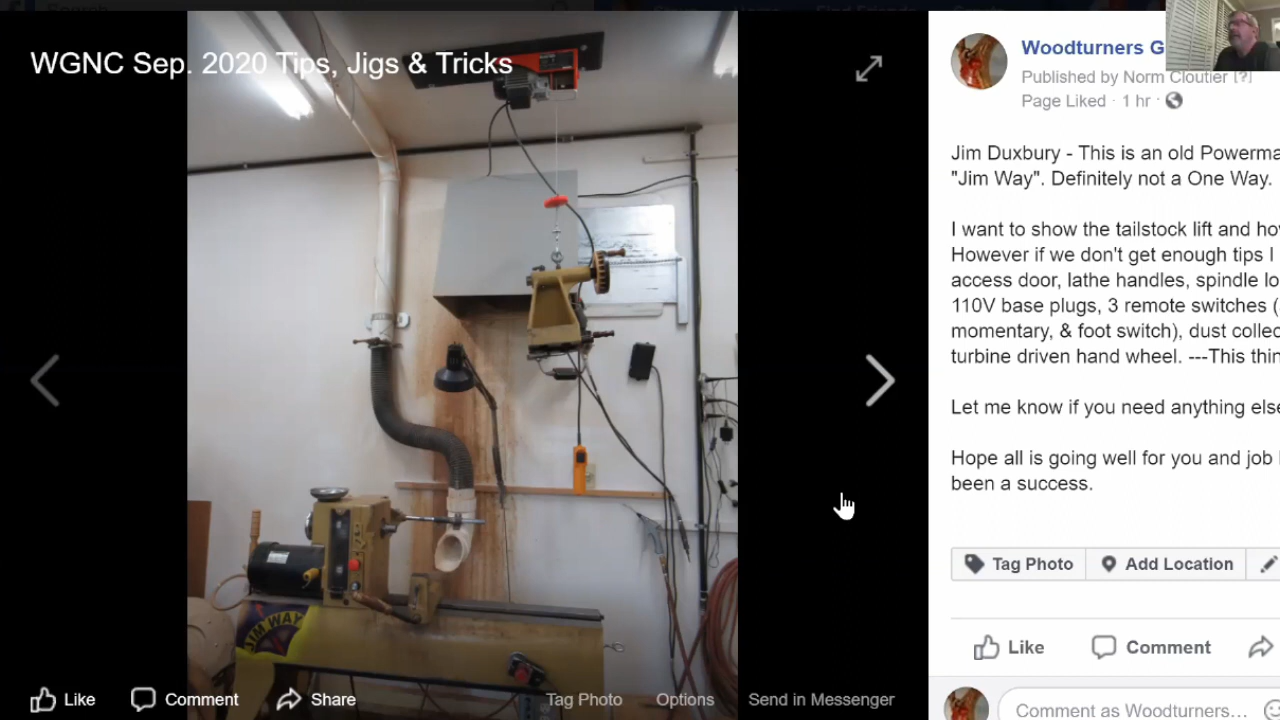 WGNC Sep. 2020 Tips, Jigs & Tricks
Woodturners G
Published by Norm Cloutier [?]
Page Liked · 1 hr ·
Jim Duxbury - This is an old Powerma
"Jim Way". Definitely not a One Way.
I want to show the tailstock lift and ho
However if we don't get enough tips I
access door, lathe handles, spindle lo
110V base plugs, 3 remote switches (
momentary, & foot switch), dust collec
turbine driven hand wheel. ---This thin
Let me know if you need anything else
Hope all is going well for you and job
been a success.
Tag Photo
Add Location
Like
Comment
Comment as Woodturners...
JIM WAY
Like
Comment
Share
Tag Photo
Options
Send in Messenger